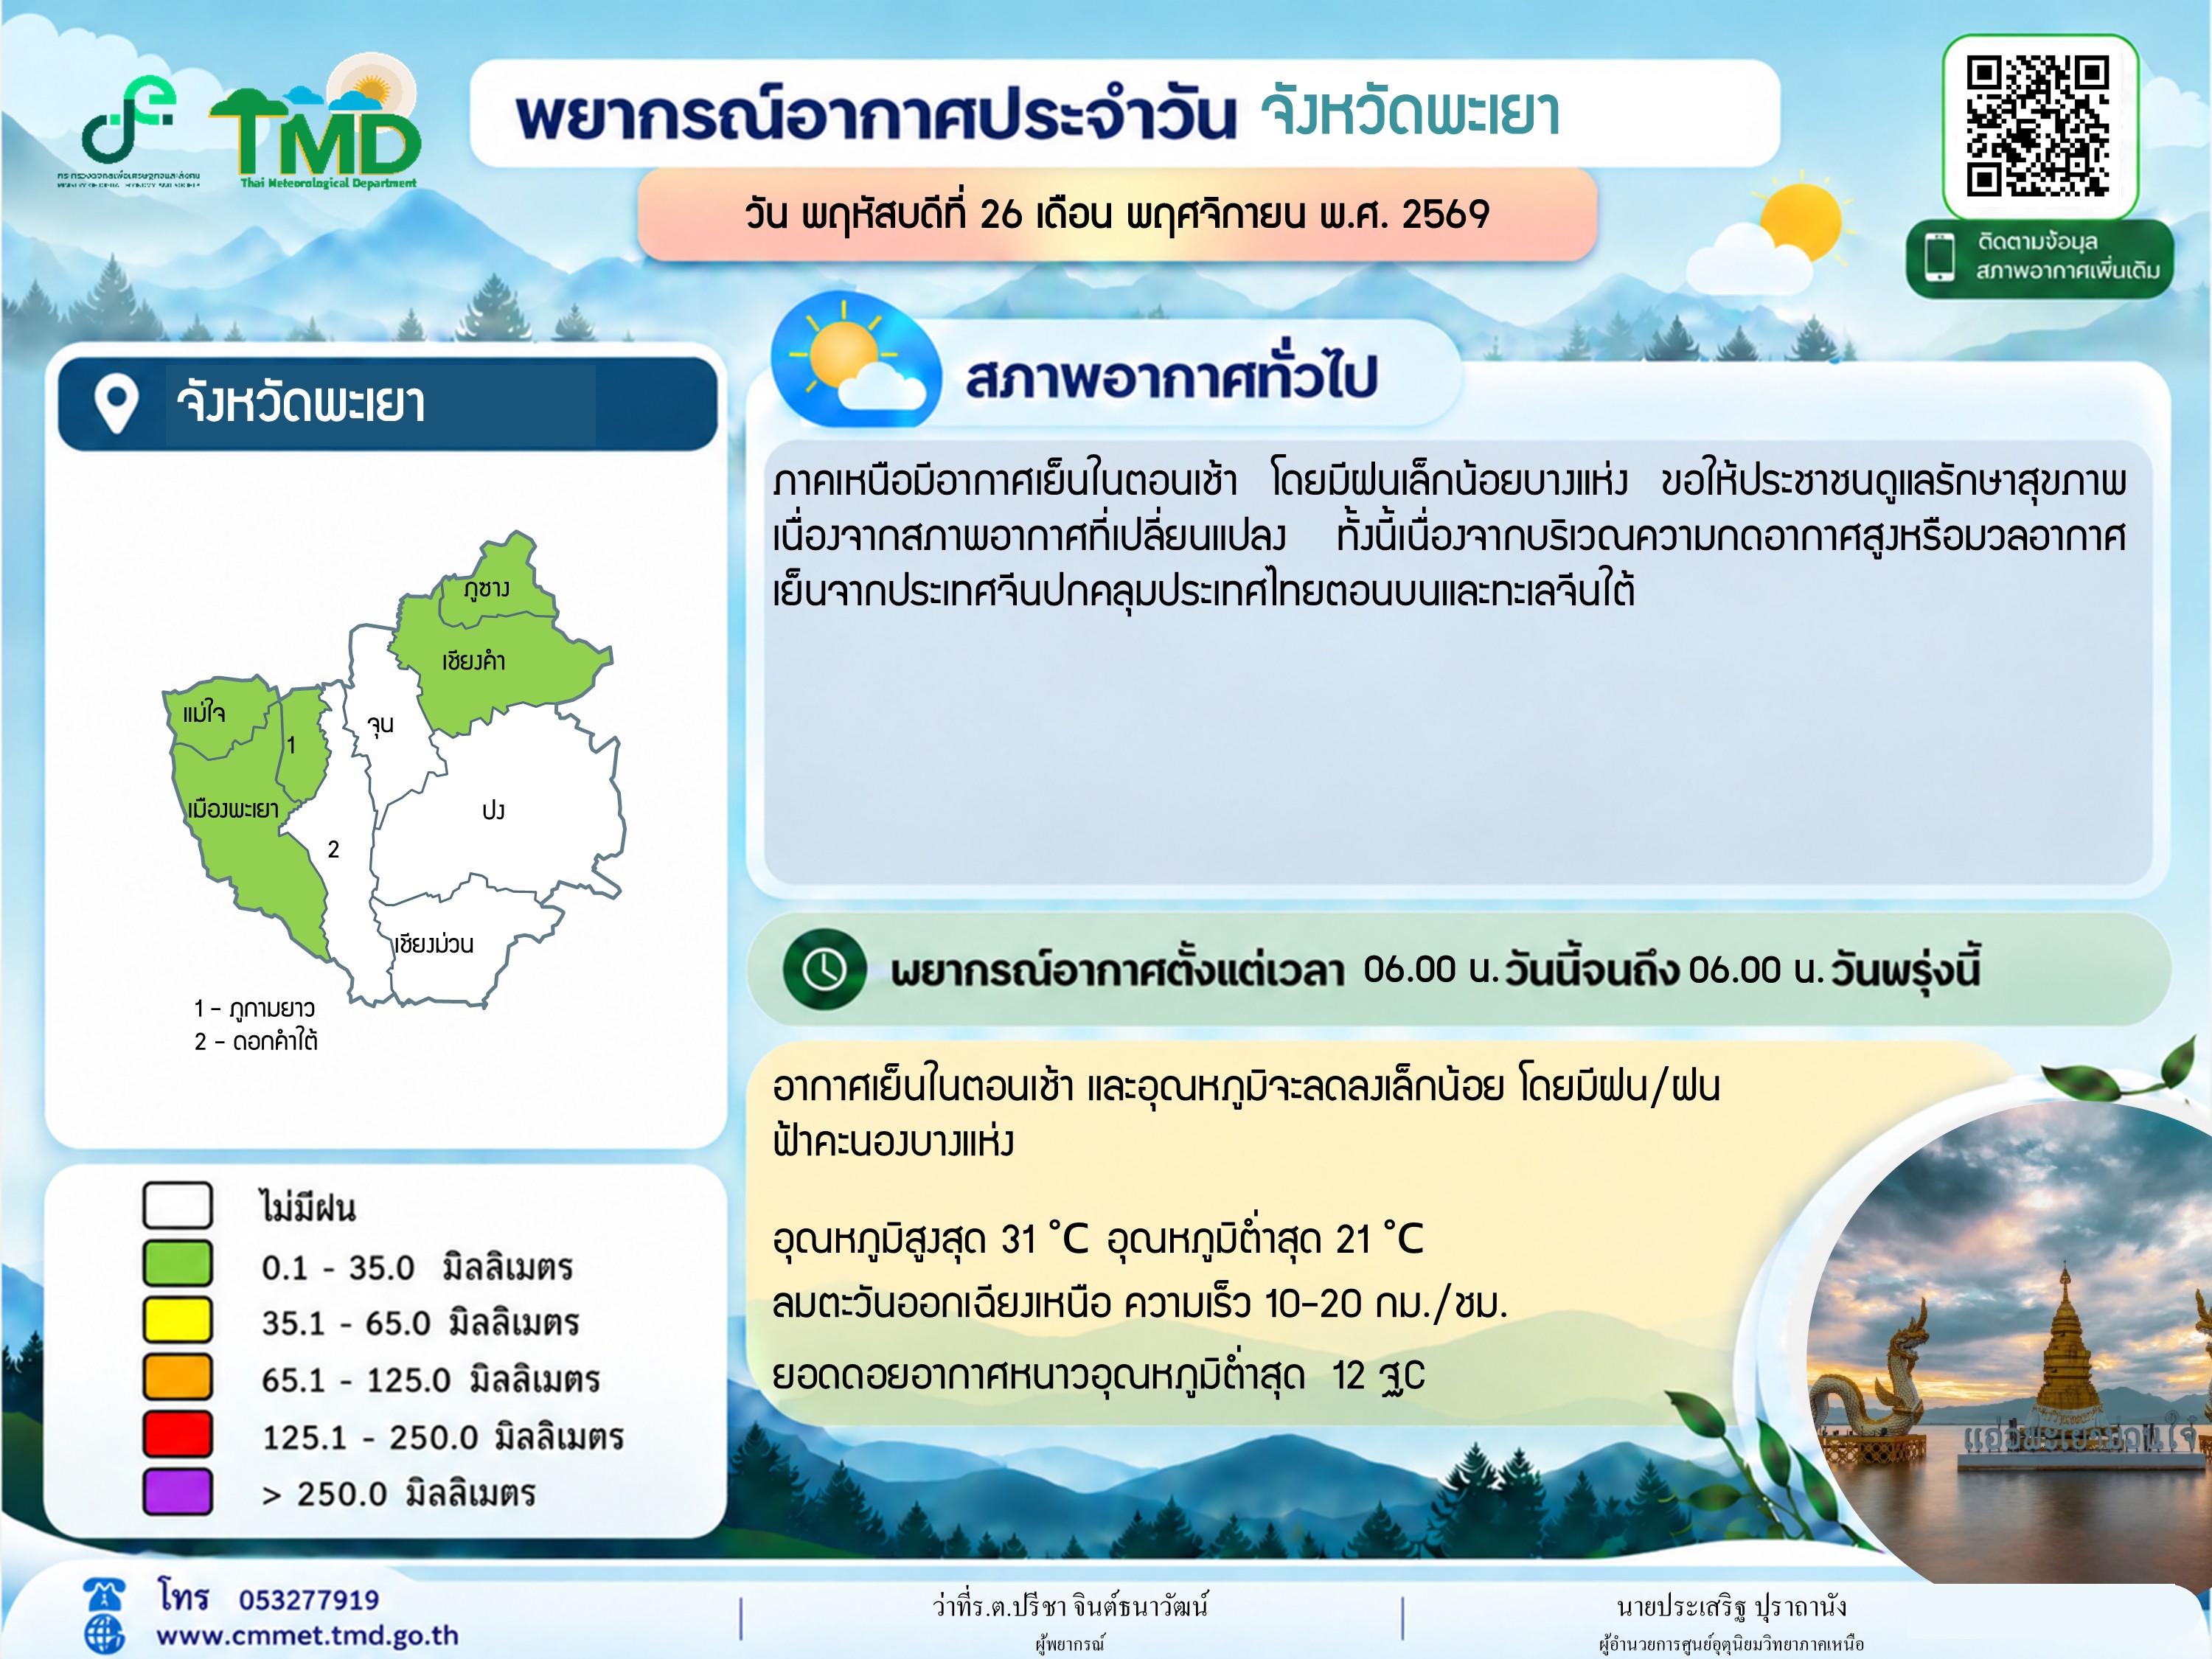 TMD
Thai Meteorological Department
พยากรณ์อากาศประจำวัน จังหวัดพะเยา
วัน พฤหัสบดีที่ 26 เดือน พฤศจิกายน พ.ศ. 2569
ติดตามข้อมูล
สภาพอากาศเพิ่มเติม
จังหวัดพะเยา
ภูซาง
เชียงคำ
แม่ใจ
จุน
1
เมืองพะเยา
ปง
2
เชียงม่วน
1 - ภูกามยาว
2 - ดอกคำใต้
ไม่มีฝน
0.1 - 35.0 มิลลิเมตร
35.1 - 65.0 มิลลิเมตร
65.1 - 125.0 มิลลิเมตร
125.1 - 250.0 มิลลิเมตร
> 250.0 มิลลิเมตร
สภาพอากาศทั่วไป
ภาคเหนือมีอากาศเย็นในตอนเช้า โดยมีฝนเล็กน้อยบางแห่ง ขอให้ประชาชนดูแลรักษาสุขภาพ
เนื่องจากสภาพอากาศที่เปลี่ยนแปลง ทั้งนี้เนื่องจากบริเวณความกดอากาศสูงหรือมวลอากาศ
เย็นจากประเทศจีนปกคลุมประเทศไทยตอนบนและทะเลจีนใต้
พยากรณ์อากาศตั้งแต่เวลา 06.00 น. วันนี้จนถึง 06.00 น. วันพรุ่งนี้
อากาศเย็นในตอนเช้า และอุณหภูมิจะลดลงเล็กน้อย โดยมีฝน/ฝน
ฟ้าคะนองบางแห่ง
อุณหภูมิสูงสุด 31 °C อุณหภูมิต่ำสุด 21 °C
ลมตะวันออกเฉียงเหนือ ความเร็ว 10-20 กม./ชม.
ยอดดอยอากาศหนาวอุณหภูมิต่ำสุด 12 ฐC
โทร 053277919
www.cmmet.tmd.go.th
ว่าที่ร.ต.ปรีชา จินต์ธนาวัฒน์
ผู้พยากรณ์
นายประเสริฐ ปุราถานัง
ผู้อำนวยการศูนย์อุตุนิยมวิทยาภาคเหนือ